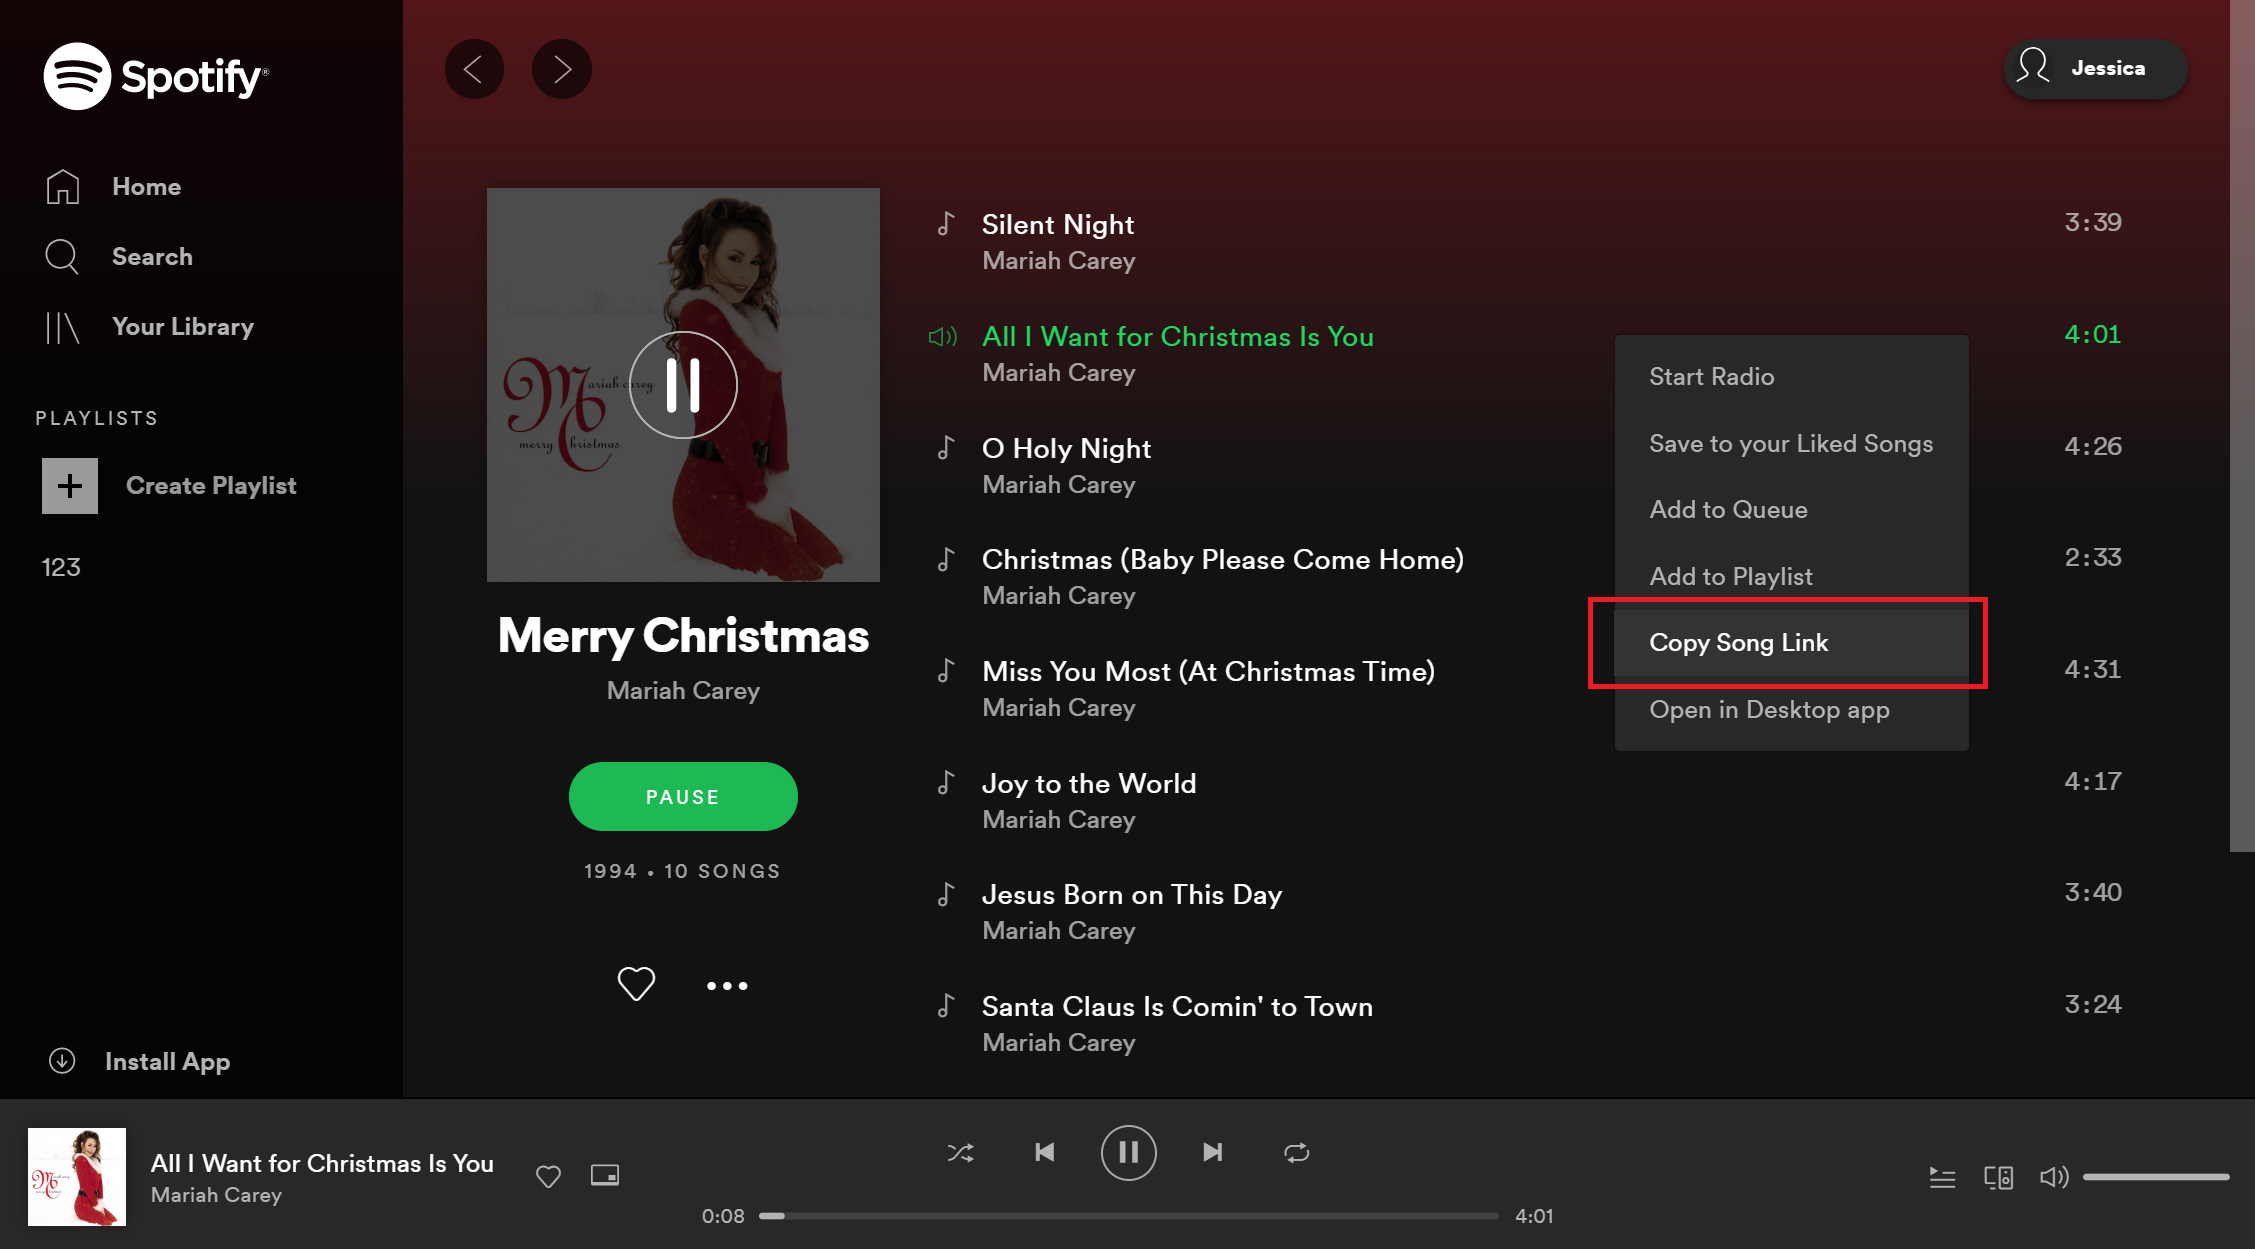 Spotify®
Home
Search
Your Library
PLAYLISTS
Create Playlist
123
Install App
Jessica
Mariah Carey
merry Christmas
Merry Christmas
Mariah Carey
PAUSE
1994 • 10 SONGS
Silent Night
3:39
Mariah Carey
All I Want for Christmas Is You
4:01
Mariah Carey
O Holy Night
4:26
Mariah Carey
Christmas (Baby Please Come Home)
2:33
Mariah Carey
Miss You Most (At Christmas Time)
4:31
Mariah Carey
Joy to the World
4:17
Mariah Carey
Jesus Born on This Day
3:40
Mariah Carey
Santa Claus Is Comin' to Town
3:24
Mariah Carey
Start Radio
Save to your Liked Songs
Add to Queue
Add to Playlist
Copy Song Link
Open in Desktop app
All I Want for Christmas Is You
Mariah Carey
0:08
4:01